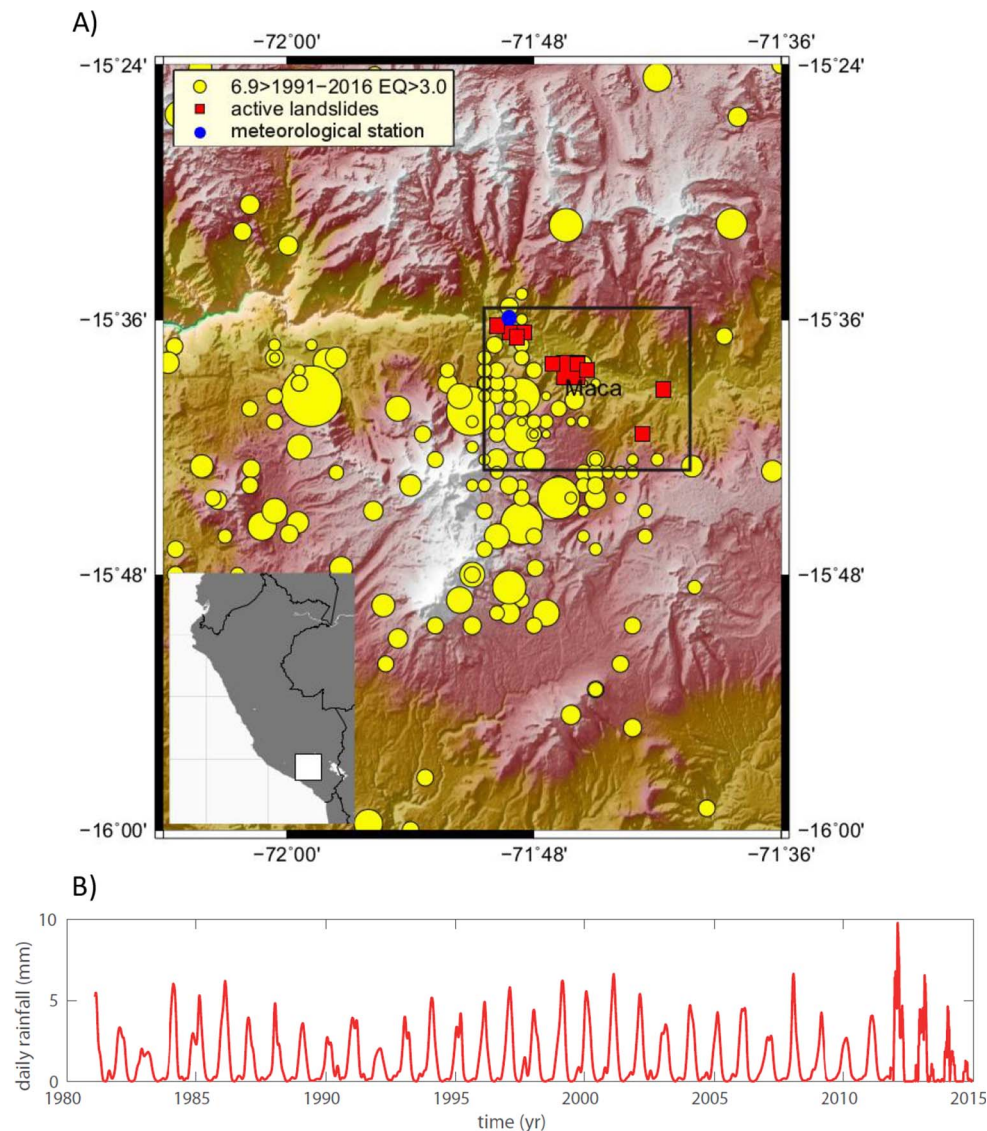 A)
−72˚00' −71˚48' −71˚36'
−15˚24' −15˚24'
6.9>1991−2016 EQ>3.0
active landslides
meteorological station
−15˚36' −15˚36'
Maca
−15˚48' −15˚48'
−16˚00' −16˚00'
−72˚00' −71˚48' −71˚36'
B)
10
daily rainfall (mm)
5
0
1980 1985 1990 1995 2000 2005 2010 2015
time (yr)